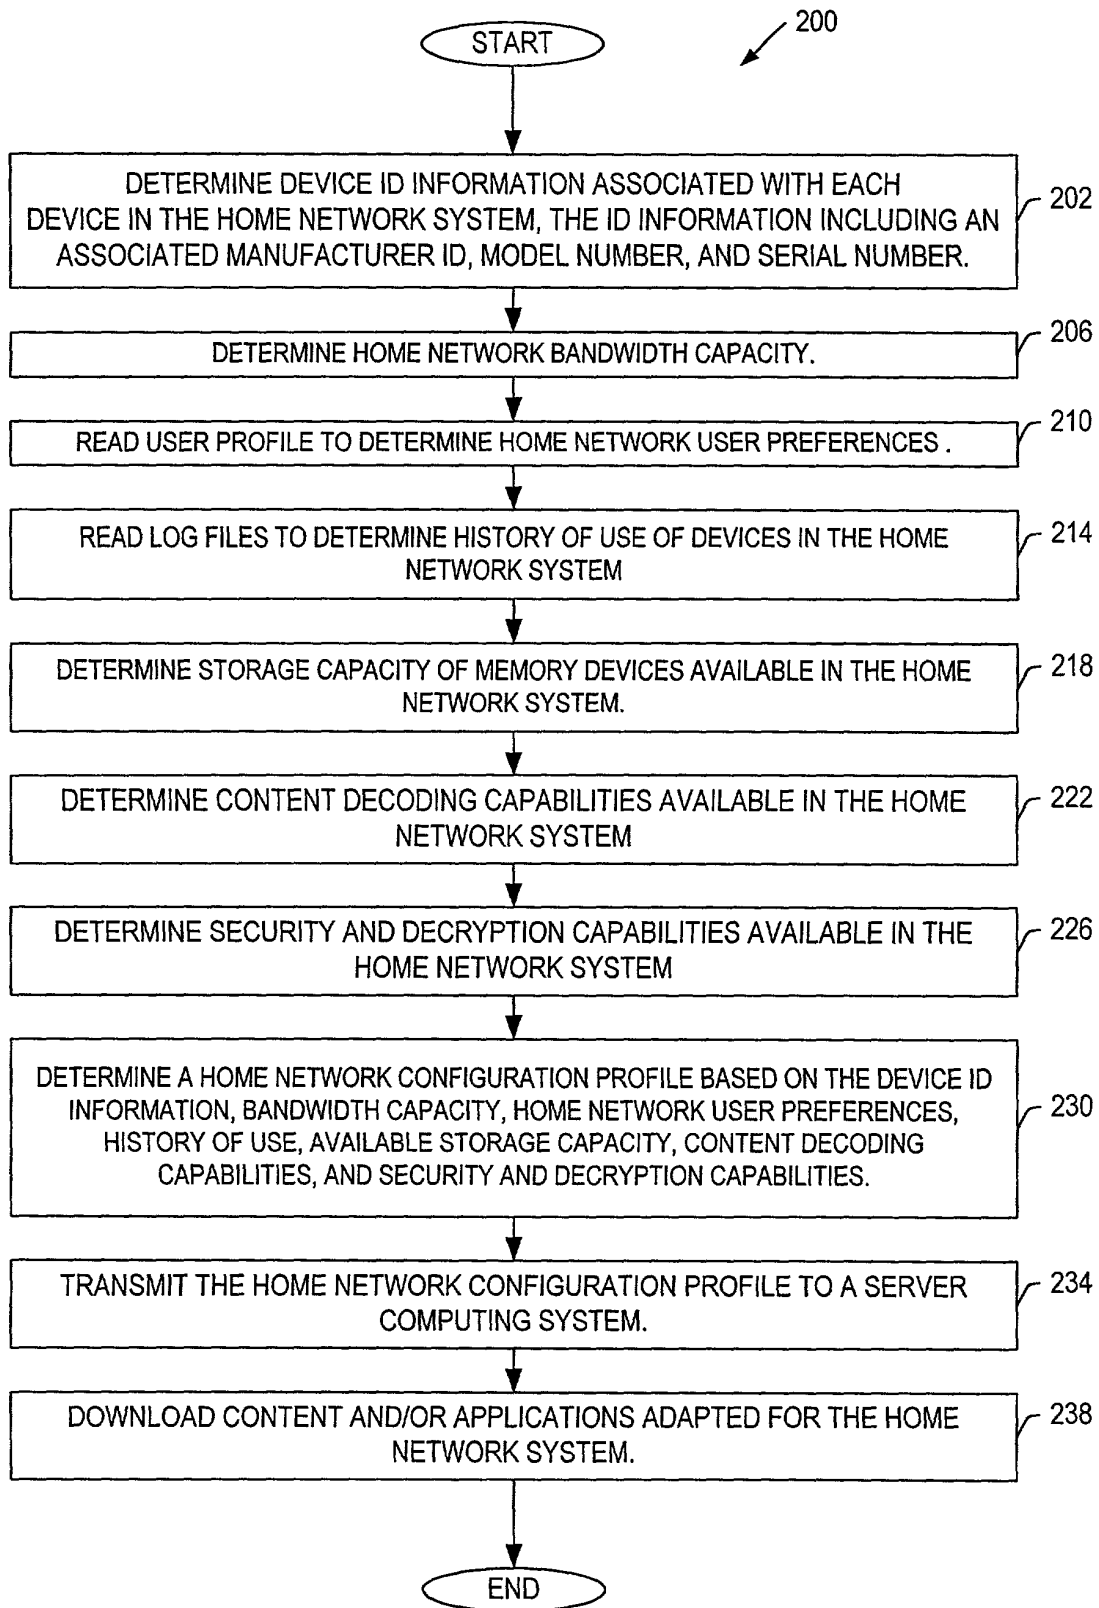 START
200
DETERMINE DEVICE ID INFORMATION ASSOCIATED WITH EACH
DEVICE IN THE HOME NETWORK SYSTEM, THE ID INFORMATION INCLUDING AN
ASSOCIATED MANUFACTURER ID, MODEL NUMBER, AND SERIAL NUMBER.
202
DETERMINE HOME NETWORK BANDWIDTH CAPACITY.
206
READ USER PROFILE TO DETERMINE HOME NETWORK USER PREFERENCES .
210
READ LOG FILES TO DETERMINE HISTORY OF USE OF DEVICES IN THE HOME
NETWORK SYSTEM
214
DETERMINE STORAGE CAPACITY OF MEMORY DEVICES AVAILABLE IN THE HOME
NETWORK SYSTEM.
218
DETERMINE CONTENT DECODING CAPABILITIES AVAILABLE IN THE HOME
NETWORK SYSTEM
222
DETERMINE SECURITY AND DECRYPTION CAPABILITIES AVAILABLE IN THE
HOME NETWORK SYSTEM
226
DETERMINE A HOME NETWORK CONFIGURATION PROFILE BASED ON THE DEVICE ID
INFORMATION, BANDWIDTH CAPACITY, HOME NETWORK USER PREFERENCES,
HISTORY OF USE, AVAILABLE STORAGE CAPACITY, CONTENT DECODING
CAPABILITIES, AND SECURITY AND DECRYPTION CAPABILITIES.
230
TRANSMIT THE HOME NETWORK CONFIGURATION PROFILE TO A SERVER
COMPUTING SYSTEM.
234
DOWNLOAD CONTENT AND/OR APPLICATIONS ADAPTED FOR THE HOME
NETWORK SYSTEM.
238
END